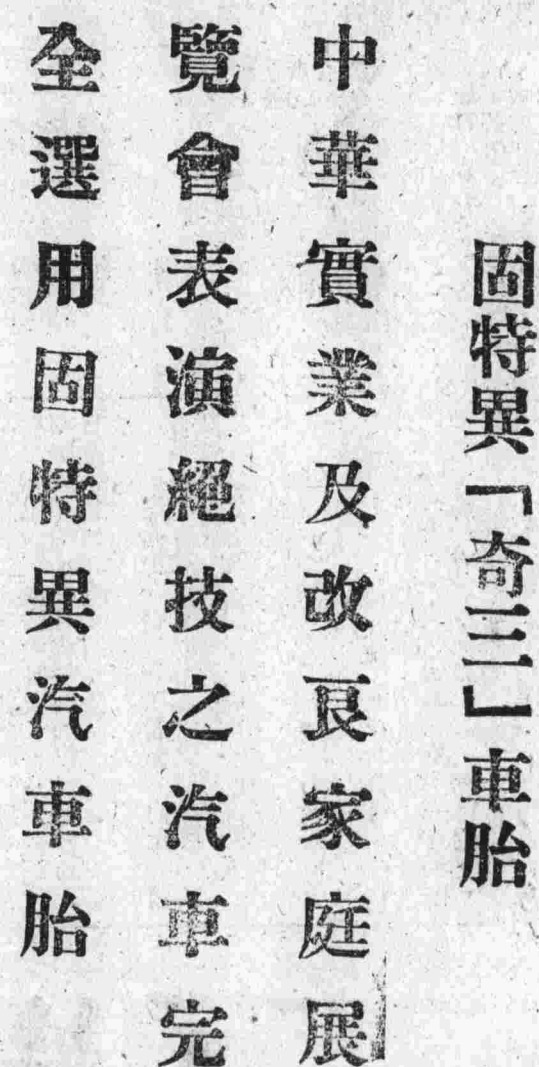 固特異「奇三」車胎
中華實業及改良家庭展
覽會表演繩技之汽車完
全選用固特異汽車胎